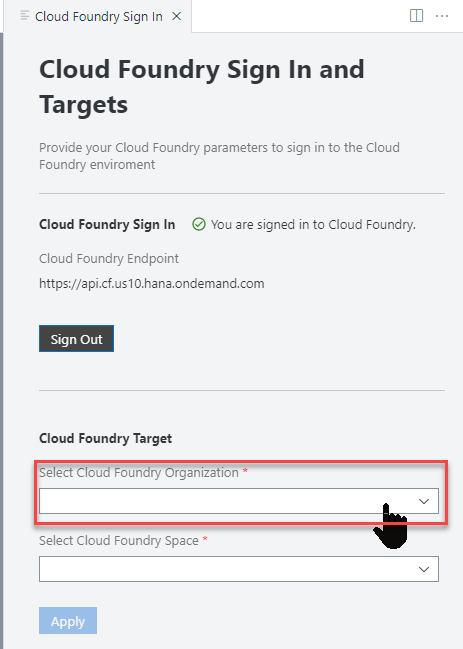 Cloud Foundry Sign In
Cloud Foundry Sign In and
Targets
Provide your Cloud Foundry parameters to sign in to the Cloud
Foundry enviroment
Cloud Foundry Sign In You are signed in to Cloud Foundry.
Cloud Foundry Endpoint
https://api.cf.us10.hana.ondemand.com
Sign Out
Cloud Foundry Target
Select Cloud Foundry Organization *
Select Cloud Foundry Space *
Apply